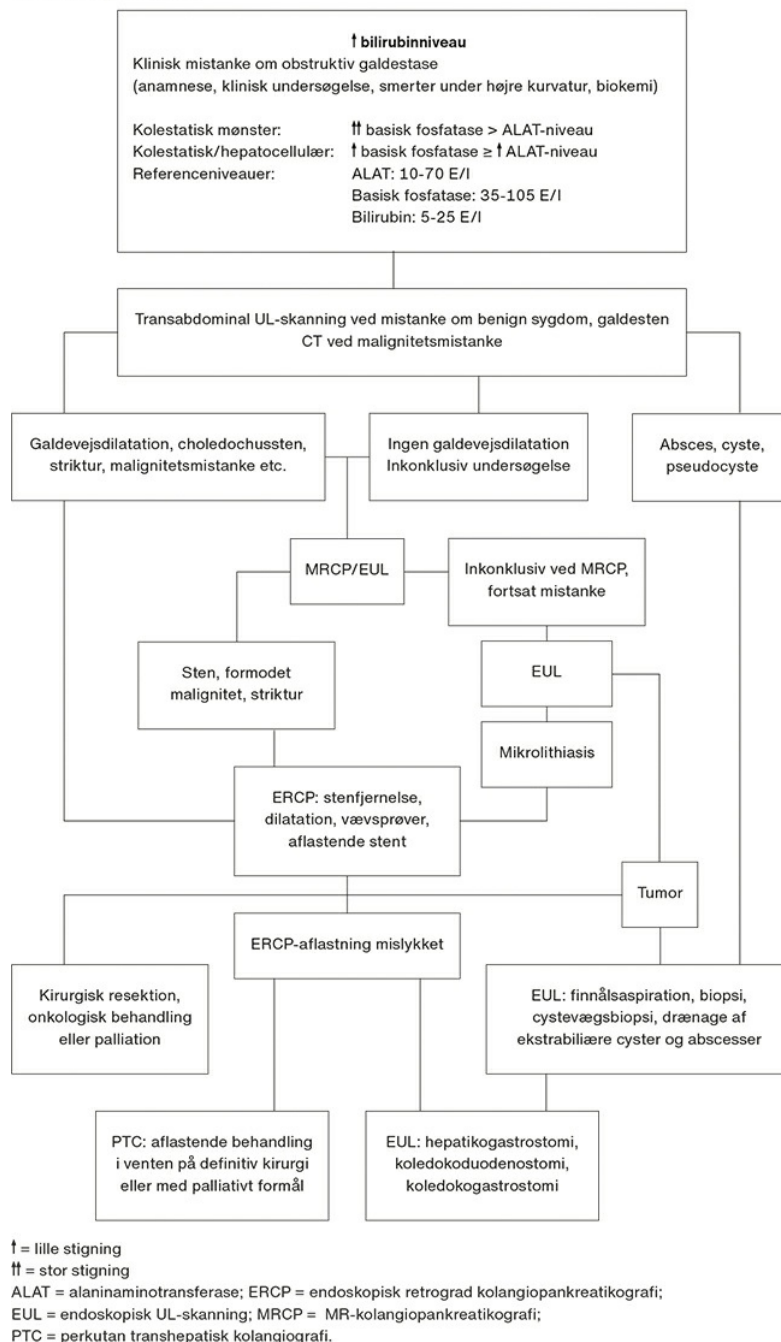 ↑ bilirubinniveau
Klinisk mistanke om obstruktiv galdestase
(anamnese, klinisk undersøgelse, smerter under højre kurvatur, biokemi)
Kolestatisk mønster: ↑↑ basisk fosfatase > ALAT-niveau
Kolestatisk/hepatocellulær: ↑ basisk fosfatase ≥ ↑ ALAT-niveau
Referenceniveauer: ALAT: 10-70 E/l
Basisk fosfatase: 35-105 E/l
Bilirubin: 5-25 E/l
Transabdominal UL-skanning ved mistanke om benign sygdom, galdesten
CT ved malignitetsmistanke
Galdevejsdilatation, choledochussten,
striktur, malignitetsmistanke etc.
Ingen galdevejsdilatation
Inkonklusiv undersøgelse
Absces, cyste,
pseudocyste
MRCP/EUL
Inkonklusiv ved MRCP,
fortsat mistanke
Sten, formodet
malignitet, striktur
EUL
Mikrolithiasis
ERCP: stenfjernelse,
dilatation, vævsprøver,
aflastende stent
Tumor
ERCP-aflastning mislykket
Kirurgisk resektion,
onkologisk behandling
eller palliation
EUL: finnålsaspiration, biopsi,
cystevægsbiopsi, drænage af
ekstrabiliære cyster og abscesser
PTC: aflastende behandling
i venten på definitiv kirurgi
eller med palliativt formål
EUL: hepatikogastrostomi,
koledokoduodenostomi,
koledokogastrostomi
↑ = lille stigning
↑↑ = stor stigning
ALAT = alaninaminotransferase; ERCP = endoskopisk retrograd kolangiopankreatikografi;
EUL = endoskopisk UL-skanning; MRCP = MR-kolangiopankreatikografi;
PTC = perkutan transhepatisk kolangiografi.